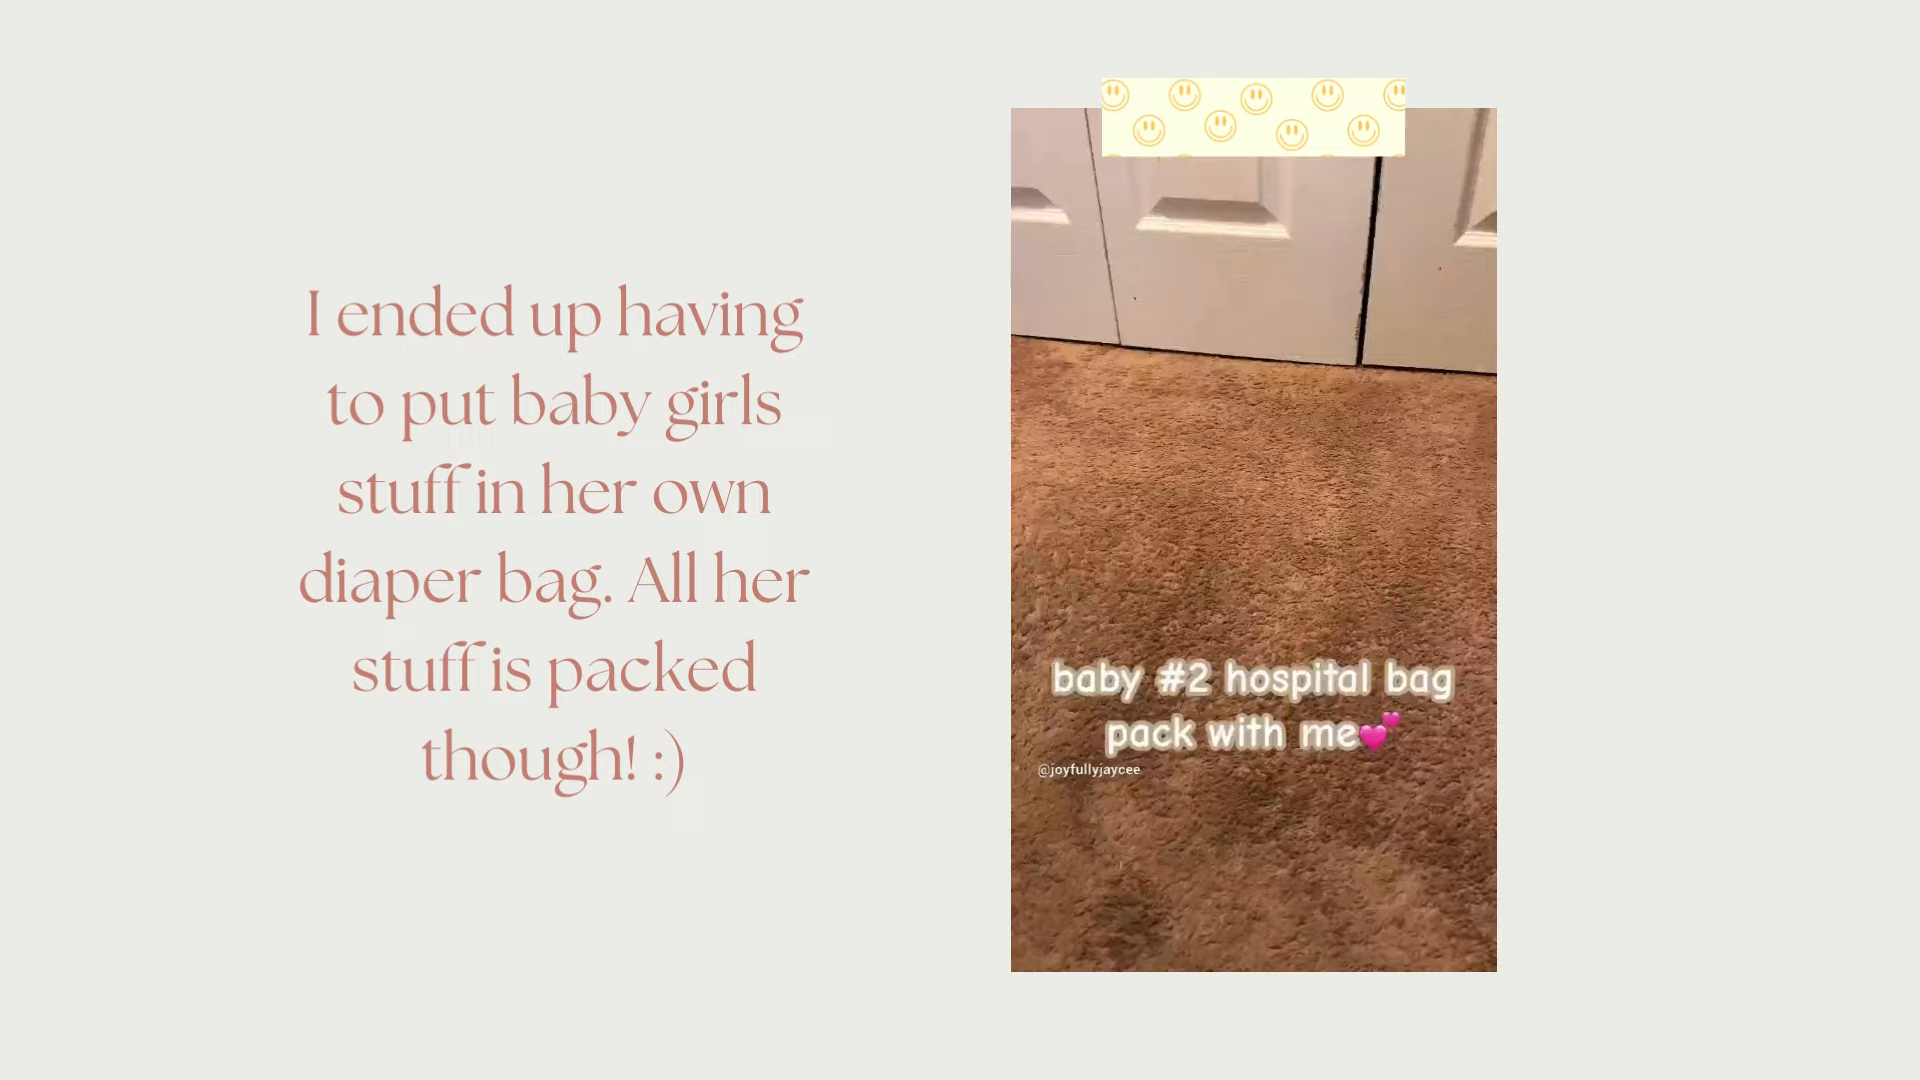 I ended up having
to put baby girls
stuff in her own
diaper bag. All her
stuff is packed
though! :)
baby #2 hospital bag
pack with me💕
@joyfullyjaycee